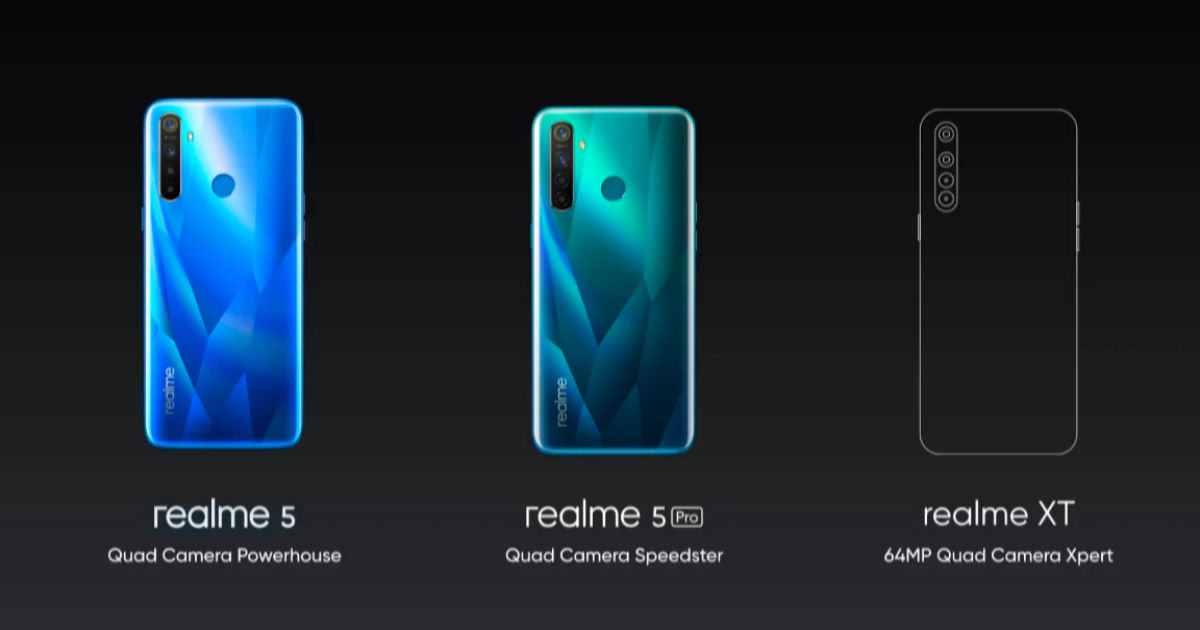 realme
realme
realme 5
Quad Camera Powerhouse
realme 5 Pro
Quad Camera Speedster
realme XT
64MP Quad Camera Xpert